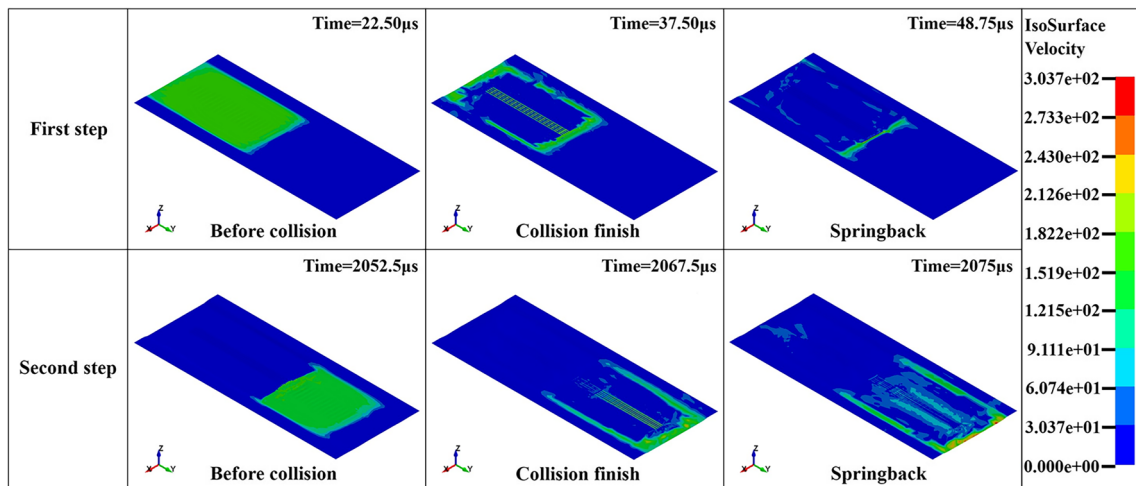 Time=22.50μs
Time=37.50μs
Time=48.75μs
IsoSurface
Velocity
3.037e+02
2.733e+02
2.430e+02
2.126e+02
1.822e+02
1.519e+02
1.215e+02
9.111e+01
6.074e+01
3.037e+01
0.000e+00
First step
Z
X
Y
Before collision
Z
X
Y
Collision finish
Z
X
Y
Springback
Time=2052.5μs
Time=2067.5μs
Time=2075μs
Second step
Z
X
Y
Before collision
Z
X
Y
Collision finish
Z
X
Y
Springback